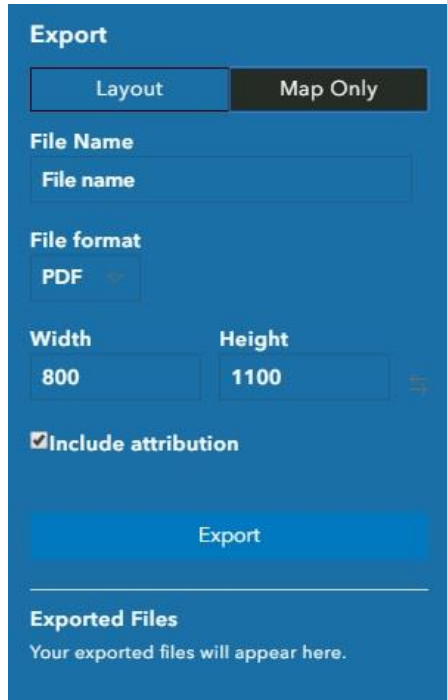 Export
Layout Map Only
File Name
File name
File format
PDF
Width Height
800 1100
Include attribution
Export
Exported Files
Your exported files will appear here.